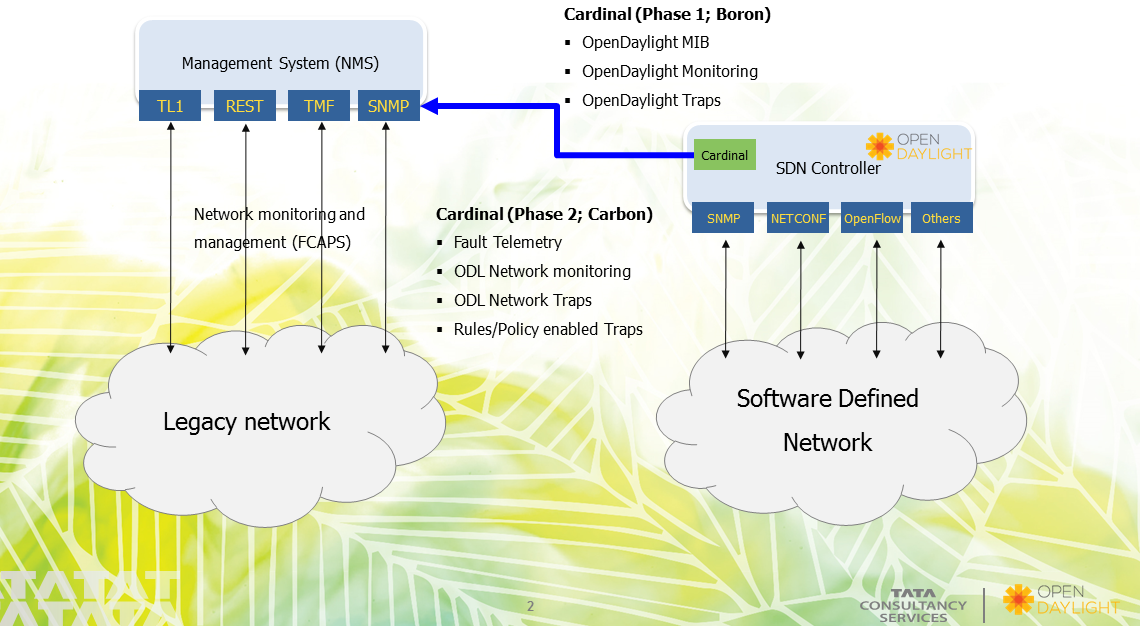 Cardinal (Phase 1; Boron)
▪ OpenDaylight MIB
▪ OpenDaylight Monitoring
▪ OpenDaylight Traps
Management System (NMS)
TL1 REST TMF SNMP
Cardinal
OPEN
DAYLIGHT
SDN Controller
SNMP NETCONF OpenFlow Others
Network monitoring and
management (FCAPS)
Cardinal (Phase 2; Carbon)
▪ Fault Telemetry
▪ ODL Network monitoring
▪ ODL Network Traps
▪ Rules/Policy enabled Traps
Legacy network
Software Defined
Network
2
TATA
CONSULTANCY
SERVICES
OPEN
DAYLIGHT